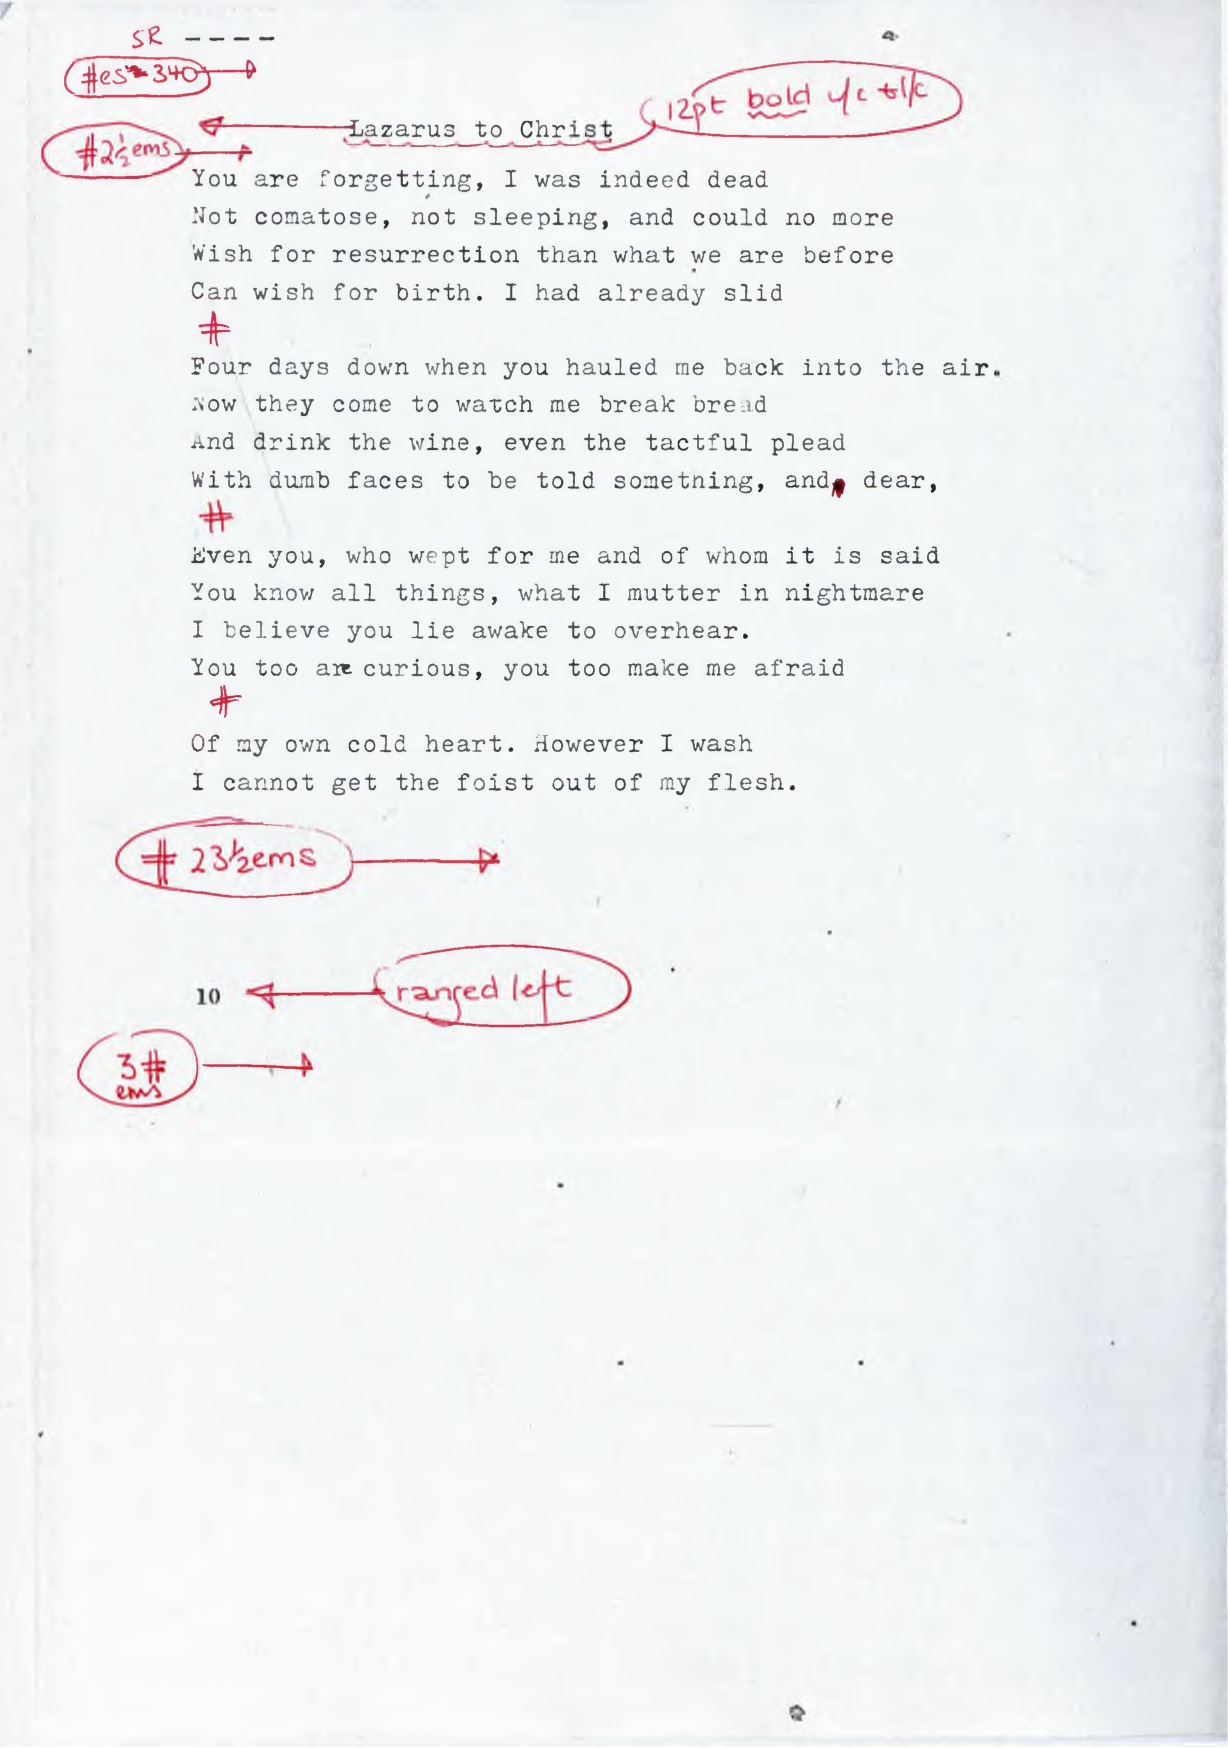 SR ----
#es 340
12pt bold u/c & l/c
Lazarus to Christ
#2½ ems
You are forgetting, I was indeed dead
Not comatose, not sleeping, and could no more
Wish for resurrection than what we are before
Can wish for birth. I had already slid
#
Four days down when you hauled me back into the air.
Now they come to watch me break bread
And drink the wine, even the tactful plead
With dumb faces to be told something, and dear,
#
Even you, who wept for me and of whom it is said
You know all things, what I mutter in nightmare
I believe you lie awake to overhear.
You too are curious, you too make me afraid
#
Of my own cold heart. However I wash
I cannot get the foist out of my flesh.
# 23½ems
10 ranged left
3#
ems